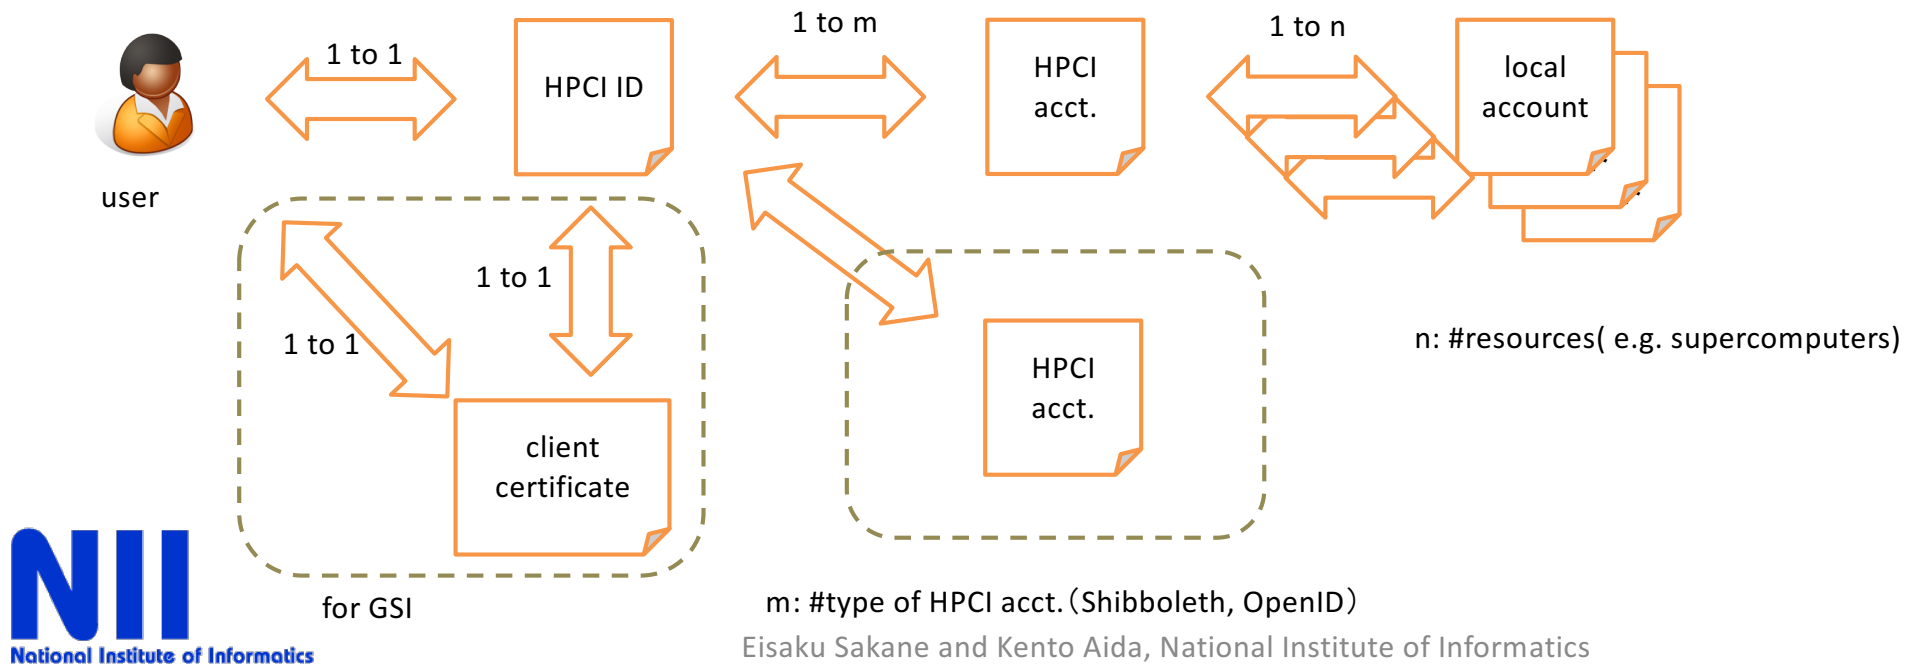 1 to 1
HPCI ID
1 to m
HPCI
acct.
1 to n
local
account
user
1 to 1
1 to 1
client
certificate
HPCI
acct.
n: #resources( e.g. supercomputers)
for GSI
m: #type of HPCI acct.（Shibboleth, OpenID）
NII
National Institute of Informatics
Eisaku Sakane and Kento Aida, National Institute of Informatics